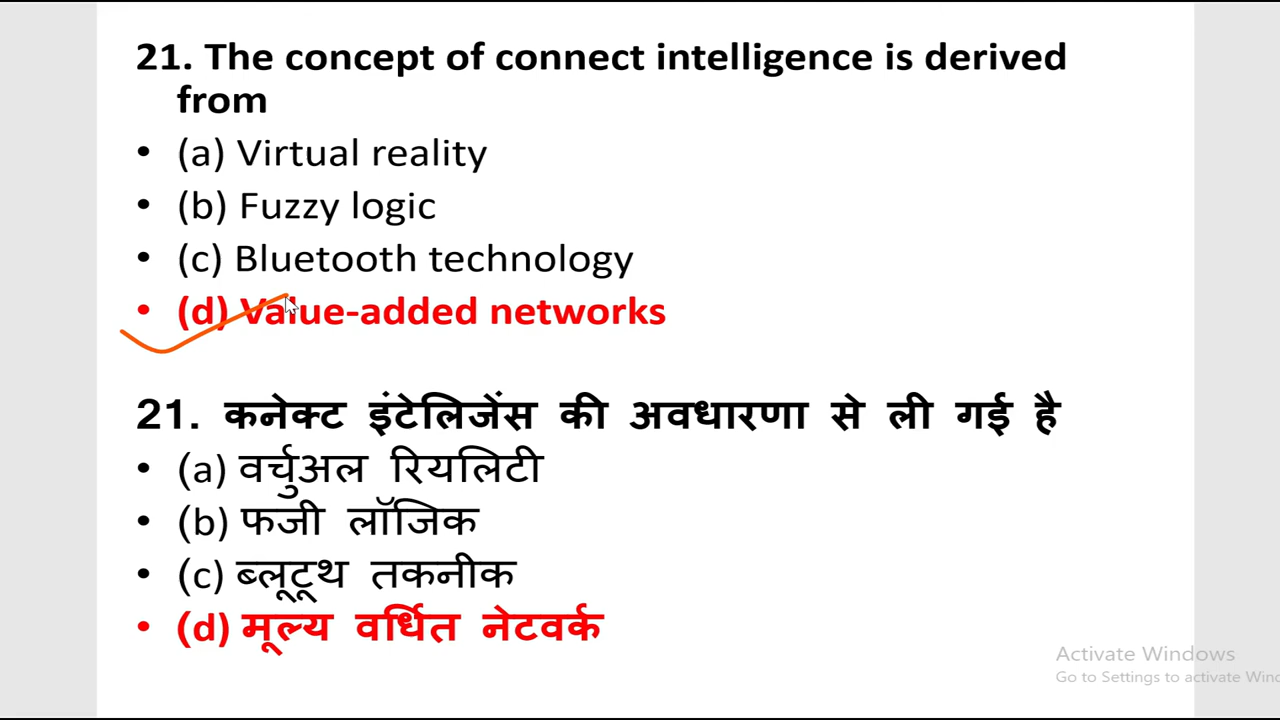 21. The concept of connect intelligence is derived
from
• (a) Virtual reality
• (b) Fuzzy logic
• (c) Bluetooth technology
• (d) Value-added networks
21. कनेक्ट इंटेलिजेंस की अवधारणा से ली गई है
• (a) वर्चुअल रियलिटी
• (b) फजी लॉजिक
• (c) ब्लूटूथ तकनीक
• (d) मूल्य वर्धित नेटवर्क
Activate Windows
Go to Settings to activate